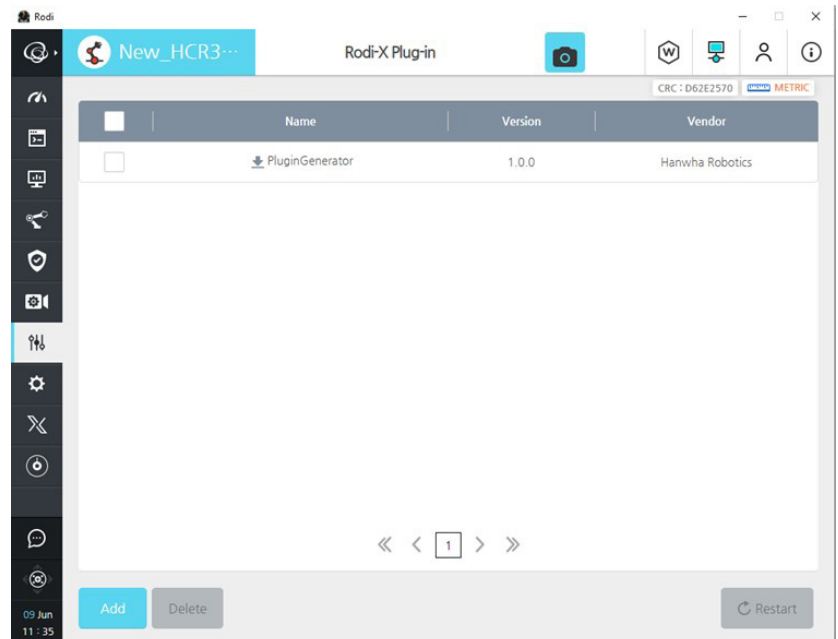 Rodi
New_HCR3…
Rodi-X Plug-in
W
CRC : D62E2570
METRIC
Name
Version
Vendor
PluginGenerator
1.0.0
Hanwha Robotics
1
Add
Delete
Restart
09 Jun
11 : 35